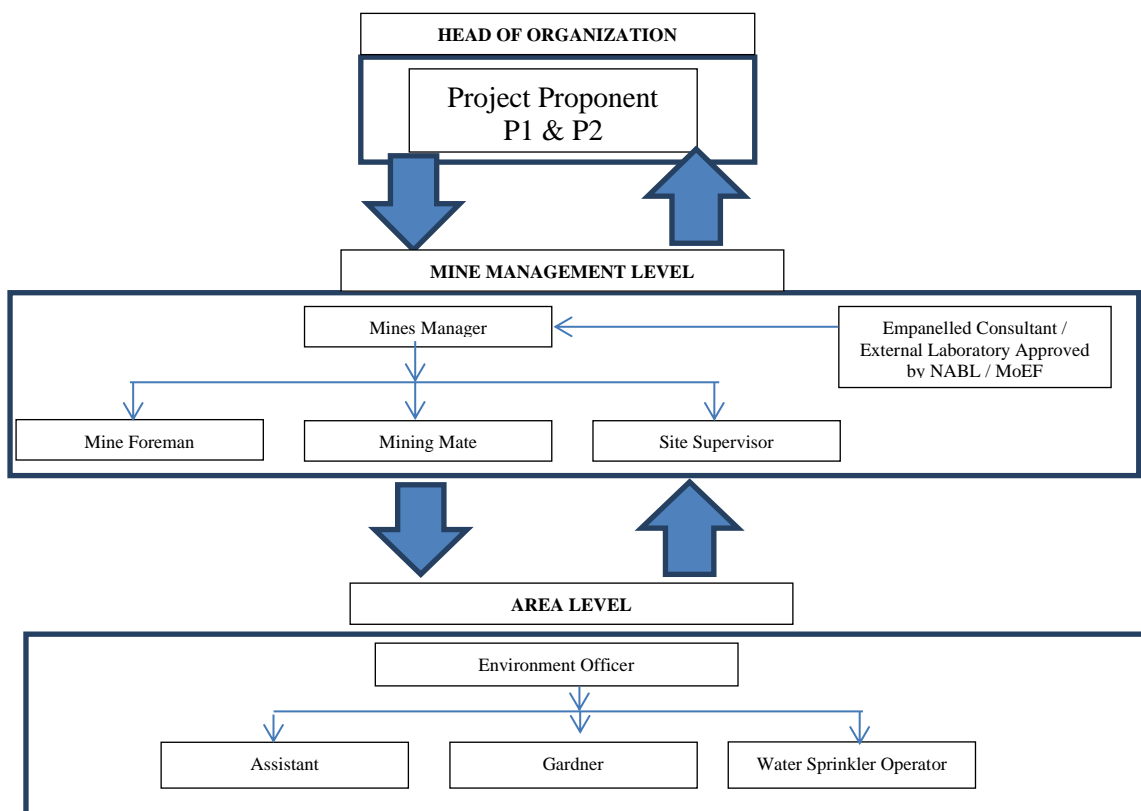 HEAD OF ORGANIZATION
Project Proponent
P1 & P2
MINE MANAGEMENT LEVEL
Mines Manager
Empanelled Consultant /
External Laboratory Approved
by NABL / MoEF
Mine Foreman
Mining Mate
Site Supervisor
AREA LEVEL
Environment Officer
Assistant
Gardner
Water Sprinkler Operator